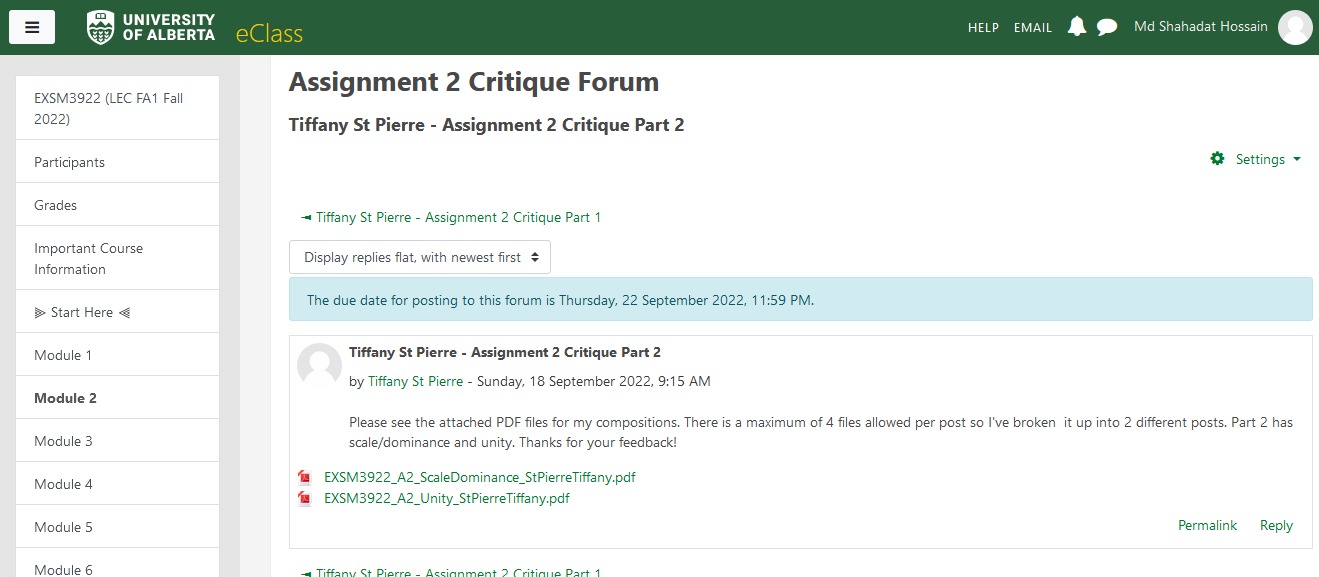 UNIVERSITY
OF ALBERTA
eClass
HELP EMAIL Md Shahadat Hossain
EXSM3922 (LEC FA1 Fall
2022)
Participants
Grades
Important Course
Information
⫸ Start Here ⫷
Module 1
Module 2
Module 3
Module 4
Module 5
Module 6
Assignment 2 Critique Forum
Tiffany St Pierre - Assignment 2 Critique Part 2
Settings
◄ Tiffany St Pierre - Assignment 2 Critique Part 1
Display replies flat, with newest first
The due date for posting to this forum is Thursday, 22 September 2022, 11:59 PM.
Tiffany St Pierre - Assignment 2 Critique Part 2
by Tiffany St Pierre - Sunday, 18 September 2022, 9:15 AM
Please see the attached PDF files for my compositions. There is a maximum of 4 files allowed per post so I've broken  it up into 2 different posts. Part 2 has
scale/dominance and unity. Thanks for your feedback!
EXSM3922_A2_ScaleDominance_StPierreTiffany.pdf
EXSM3922_A2_Unity_StPierreTiffany.pdf
Permalink Reply
◄ Tiffany St Pierre - Assignment 2 Critique Part 1